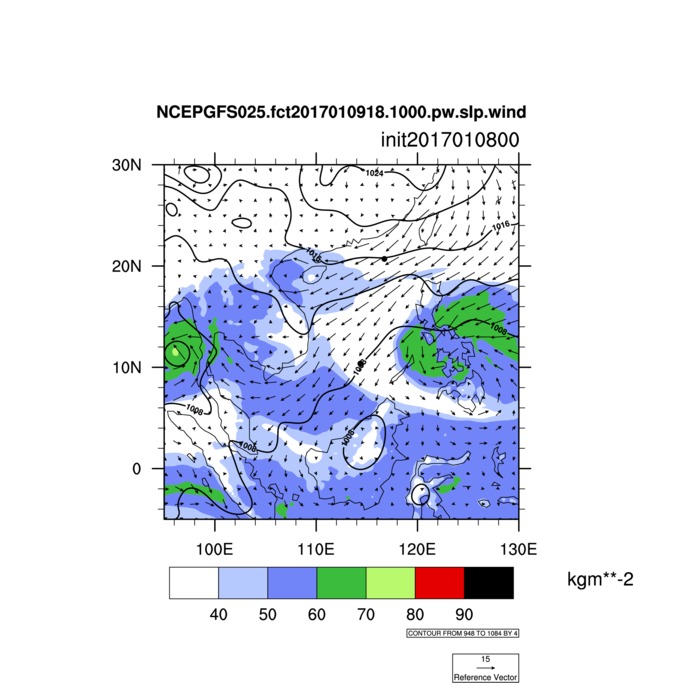 NCEPGFS025.fct2017010918.1000.pw.slp.wind
init2017010800
30N
1024
1016
1016
20N
1008
1008
10N
1008
1008
1008
0
100E 110E 120E 130E
kgm**-2
40 50 60 70 80 90
CONTOUR FROM 948 TO 1084 BY 4
15
Reference Vector